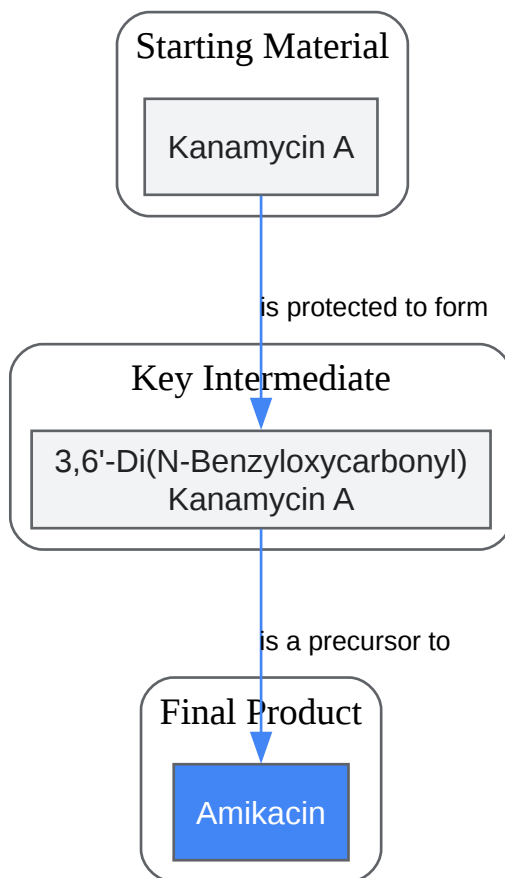 Starting Material
Kanamycin A
is protected to form
Key Intermediate
3,6'-Di(N-Benzyloxycarbonyl)
Kanamycin A
is a precursor to
Final Product
Amikacin